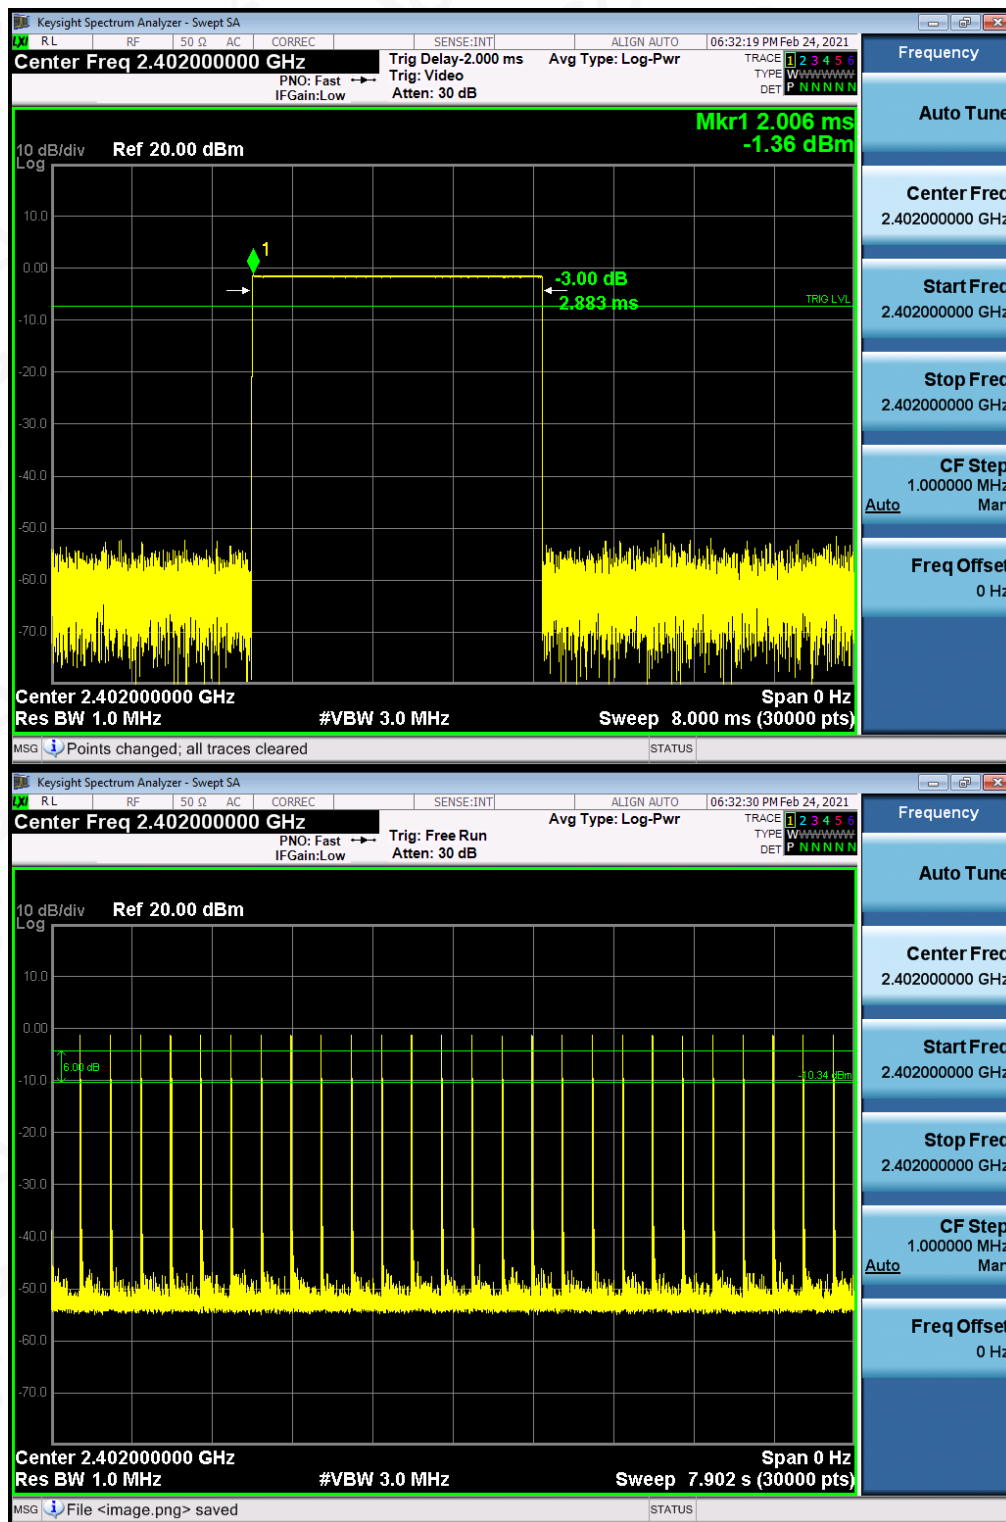 Keysight Spectrum Analyzer - Swept SA
LXI RL RF 50 Ω AC CORREC SENSE:INT ALIGN AUTO 06:32:19 PM Feb 24, 2021
Center Freq 2.402000000 GHz
PNO: Fast
IFGain:Low
Trig Delay-2.000 ms
Trig: Video
Atten: 30 dB
Avg Type: Log-Pwr
TRACE 1 2 3 4 5 6
TYPE WWWWWWW
DET P N N N N N
Mkr1 2.006 ms
-1.36 dBm
10 dB/div Ref 20.00 dBm
Log
10.0
0.00
-10.0
-20.0
-30.0
-40.0
-50.0
-60.0
-70.0
1
-3.00 dB
2.883 ms
TRIG LVL
Center 2.402000000 GHz Span 0 Hz
Res BW 1.0 MHz #VBW 3.0 MHz Sweep 8.000 ms (30000 pts)
MSG Points changed; all traces cleared STATUS
Frequency
Auto Tune
Center Freq
2.402000000 GHz
Start Freq
2.402000000 GHz
Stop Freq
2.402000000 GHz
CF Step
1.000000 MHz
Auto Man
Freq Offset
0 Hz
Keysight Spectrum Analyzer - Swept SA
LXI RL RF 50 Ω AC CORREC SENSE:INT ALIGN AUTO 06:32:30 PM Feb 24, 2021
Center Freq 2.402000000 GHz
PNO: Fast
IFGain:Low
Trig: Free Run
Atten: 30 dB
Avg Type: Log-Pwr
TRACE 1 2 3 4 5 6
TYPE WWWWWWW
DET P N N N N N
10 dB/div Ref 20.00 dBm
Log
10.0
0.00
-10.0
-20.0
-30.0
-40.0
-50.0
-60.0
-70.0
6.00 dB
-10.34 dBm
Center 2.402000000 GHz Span 0 Hz
Res BW 1.0 MHz #VBW 3.0 MHz Sweep 7.902 s (30000 pts)
MSG File <image.png> saved STATUS
Frequency
Auto Tune
Center Freq
2.402000000 GHz
Start Freq
2.402000000 GHz
Stop Freq
2.402000000 GHz
CF Step
1.000000 MHz
Auto Man
Freq Offset
0 Hz